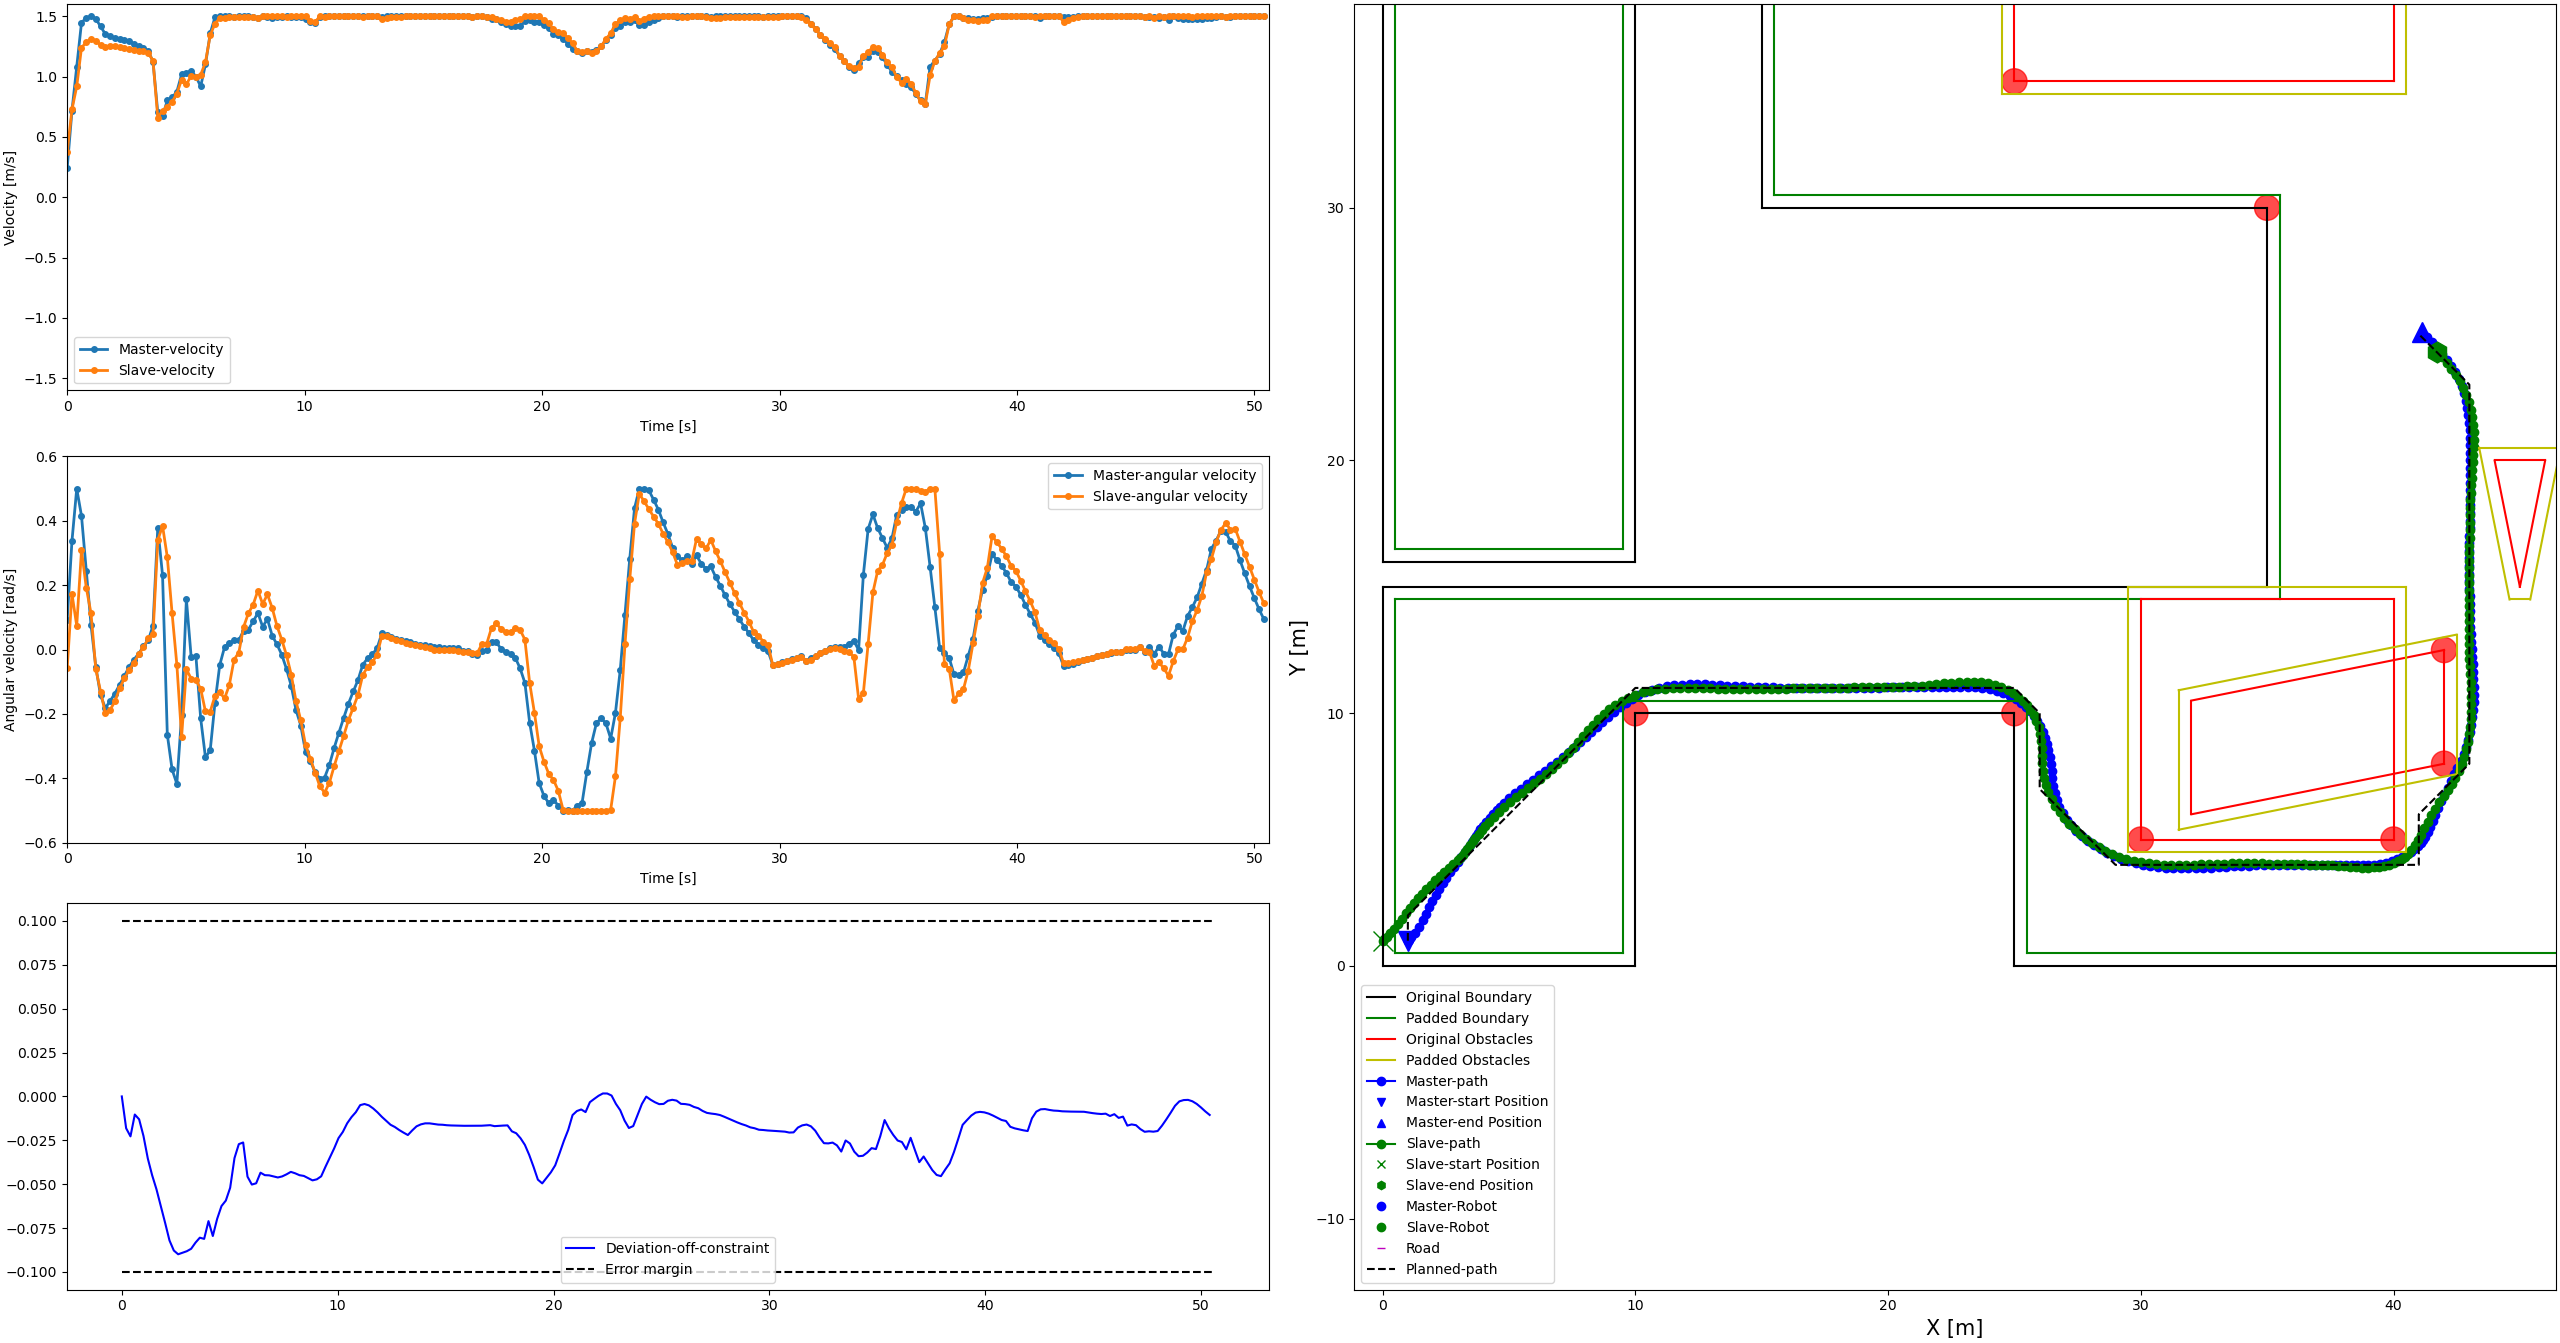 1.5
1.0
0.5
0.0
−0.5
−1.0
−1.5
Velocity [m/s]
Master-velocity
Slave-velocity
0 10 20 30 40 50
Time [s]
0.6
0.4
0.2
0.0
−0.2
−0.4
−0.6
Angular velocity [rad/s]
Master-angular velocity
Slave-angular velocity
0 10 20 30 40 50
Time [s]
0.100
0.075
0.050
0.025
0.000
−0.025
−0.050
−0.075
−0.100
Deviation-off-constraint
Error margin
0 10 20 30 40 50
30
20
10
0
−10
Y [m]
Original Boundary
Padded Boundary
Original Obstacles
Padded Obstacles
Master-path
Master-start Position
Master-end Position
Slave-path
Slave-start Position
Slave-end Position
Master-Robot
Slave-Robot
Road
Planned-path
0 10 20 30 40
X [m]